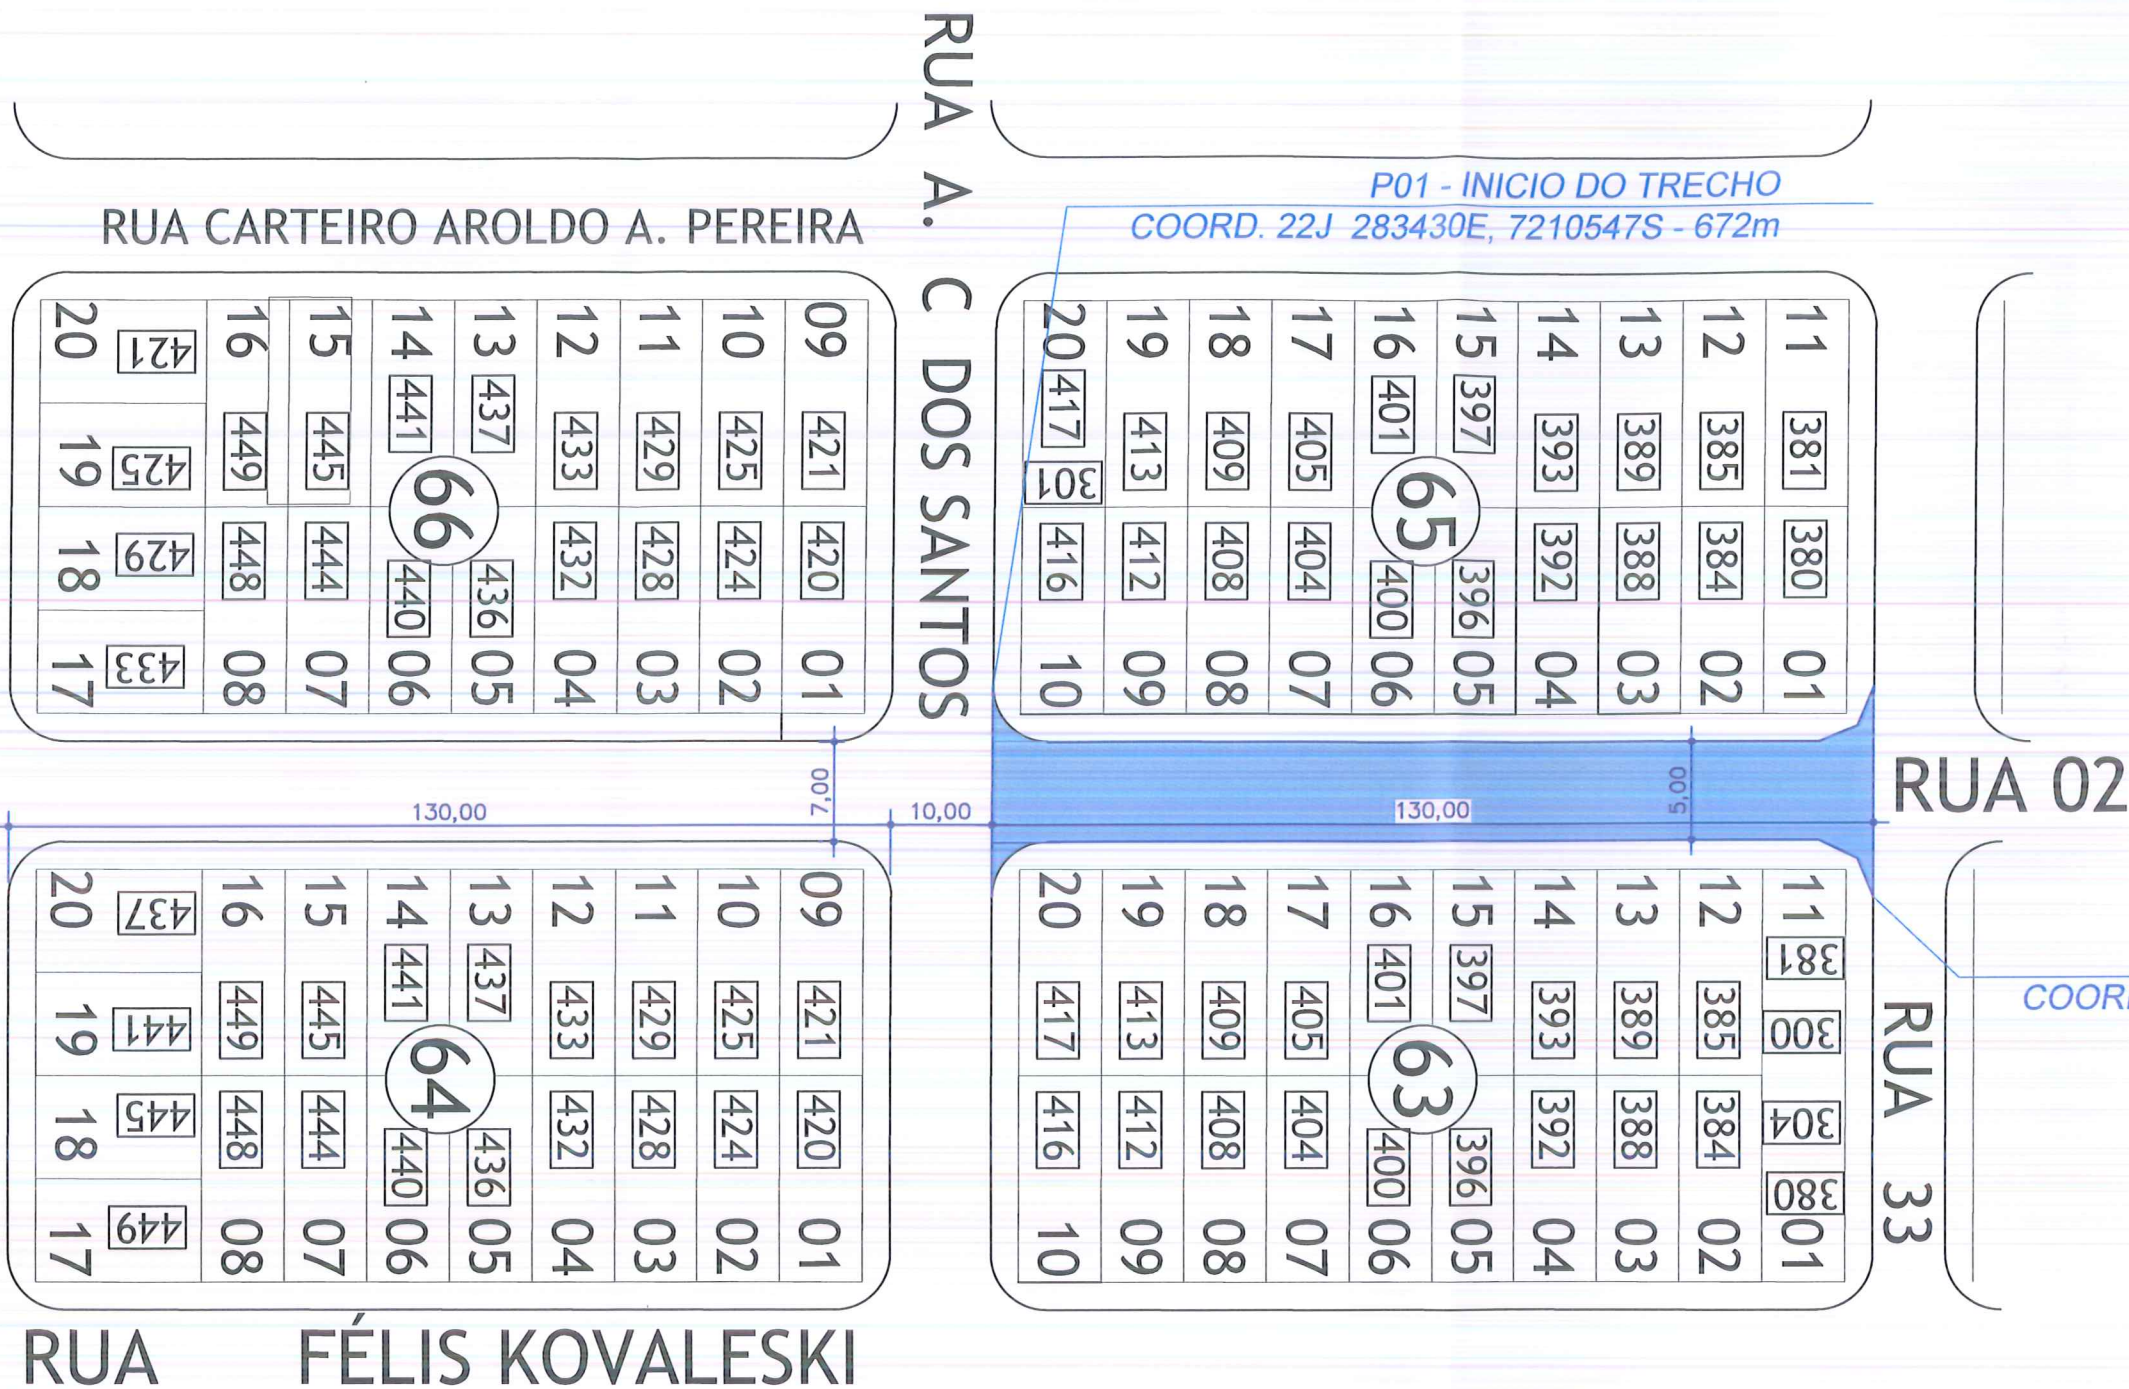 RUA A. C DOS SANTOS
P01 - INICIO DO TRECHO
COORD. 22J 283430E, 7210547S - 672m
RUA CARTEIRO AROLDO A. PEREIRA
20 16 15 14 13 12 11 10 09
421
441 437
449 445 433 429 425 421
19 425
66
18 429
448 444 432 428 424 420
440 436
17 433 08 07 06 05 04 03 02 01
20 19 18 17 16 15 14 13 12 11
417 401 397
413 409 405 393 389 385 381
301
65
416 412 408 404 392 388 384 380
400 396
10 09 08 07 06 05 04 03 02 01
RUA 02
7,00
5,00
130,00
10,00
130,00
20 437 16 15 14 13 12 11 10 09
441 437
19 441 449 445 433 429 425 421
64
18 445 448 444 432 428 424 420
440 436
17 449 08 07 06 05 04 03 02 01
20 19 18 17 16 15 14 13 12 11
401 397 381
417 413 409 405 393 389 385 300
63
416 412 408 404 392 388 384 304
400 396 380
10 09 08 07 06 05 04 03 02 01
RUA 33
RUA FÉLIS KOVALESKI